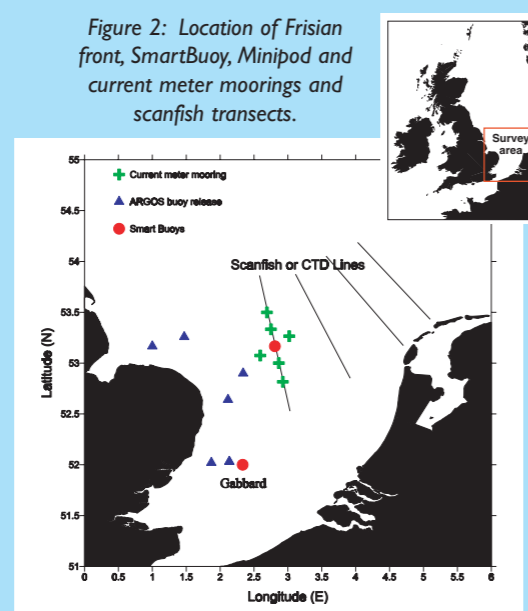 Figure 2: Location of Frisian
front, SmartBuoy, Minipod and
current meter moorings and
scanfish transects.
Survey
area
55
54.5
54
53.5
53
52.5
52
51.5
51
Latitude (N)
Current meter mooring
ARGOS buoy release
Smart Buoys
Scanfish or CTD Lines
Gabbard
0 0.5 1 1.5 2 2.5 3 3.5 4 4.5 5 5.5 6
Longitude (E)